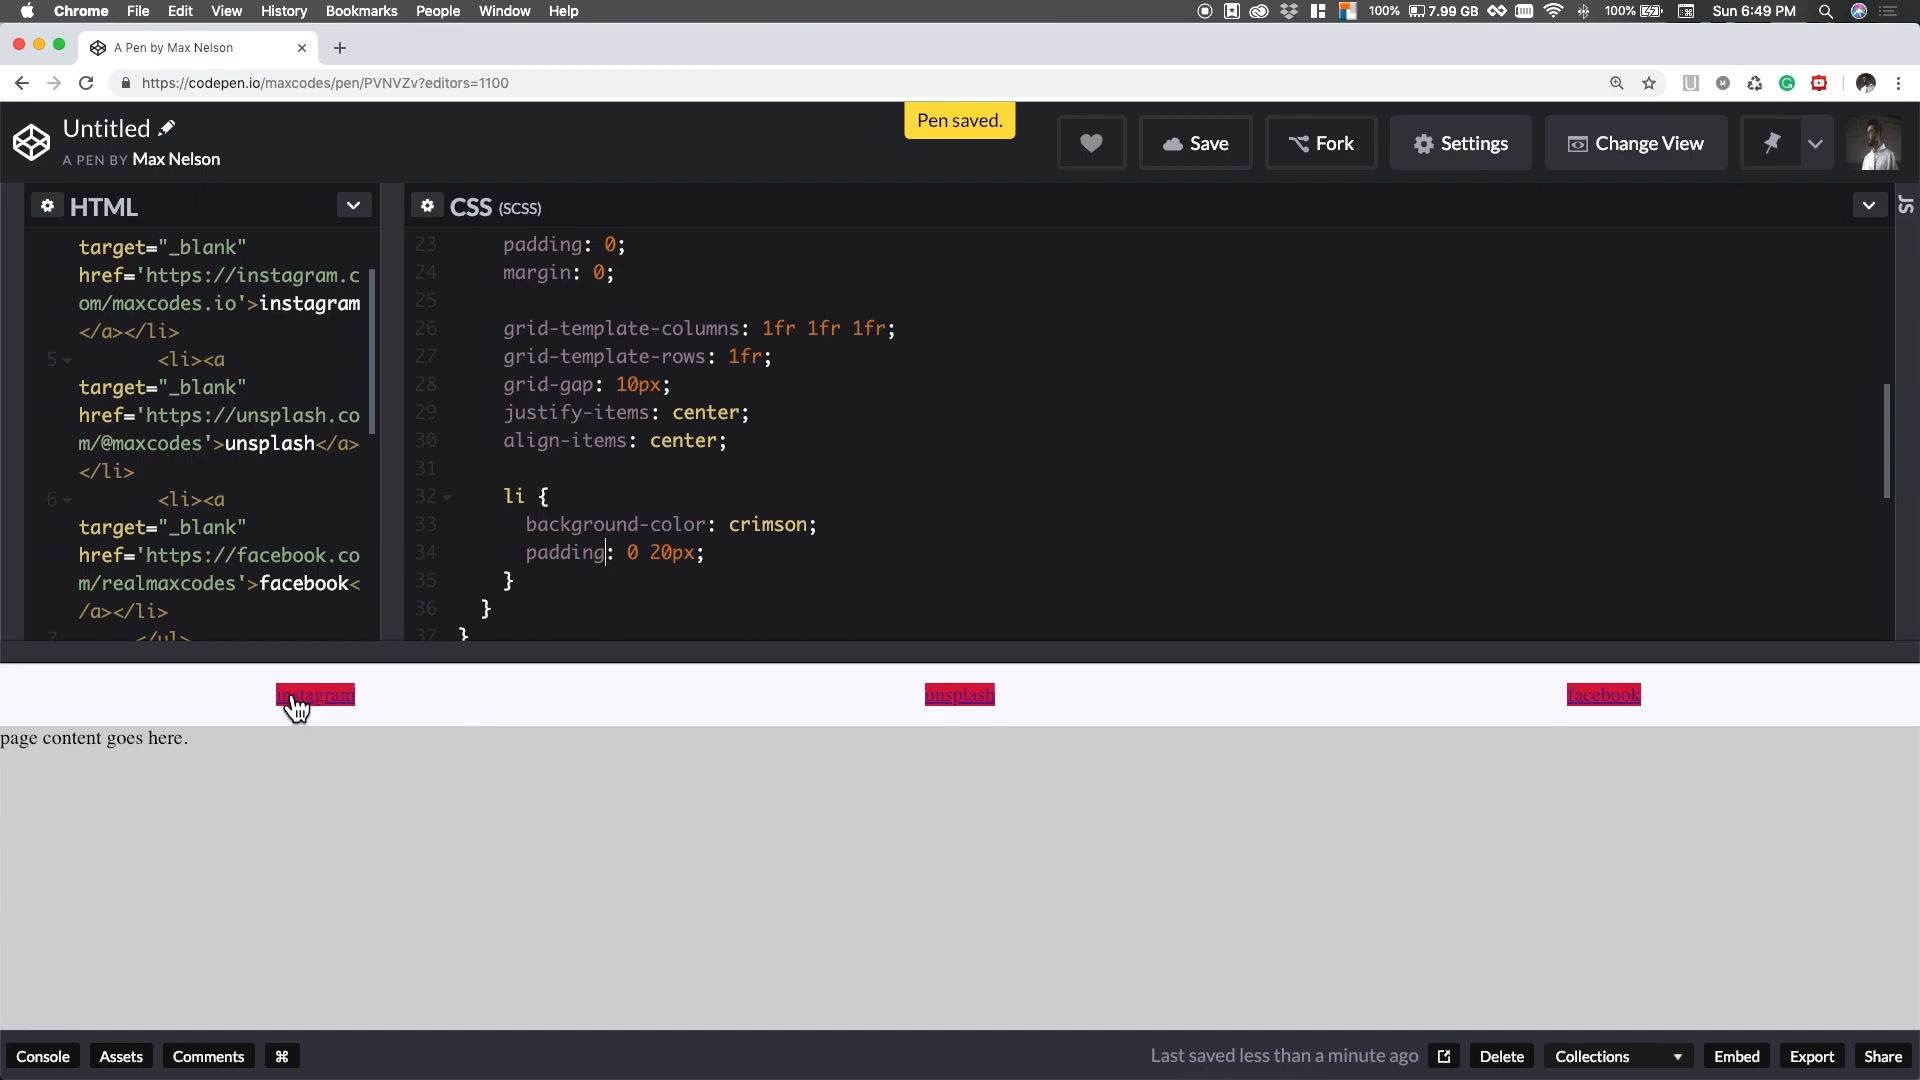 Chrome File Edit View History Bookmarks People Window Help
100% 7.99 GB 100% Sun 6:49 PM
A Pen by Max Nelson
https://codepen.io/maxcodes/pen/PVNVZv?editors=1100
Untitled
A PEN BY Max Nelson
Pen saved.
Save Fork Settings Change View
HTML
target="_blank"
href='https://instagram.c
om/maxcodes.io'>instagram
</a></li>
5 <li><a
target="_blank"
href='https://unsplash.co
m/@maxcodes'>unsplash</a>
</li>
6 <li><a
target="_blank"
href='https://facebook.co
m/realmaxcodes'>facebook<
/a></li>
7 </ul>
CSS (SCSS)
23 padding: 0;
24 margin: 0;
25
26 grid-template-columns: 1fr 1fr 1fr;
27 grid-template-rows: 1fr;
28 grid-gap: 10px;
29 justify-items: center;
30 align-items: center;
31
32 li {
33 background-color: crimson;
34 padding: 0 20px;
35 }
36 }
37 }
JS
instagram unsplash facebook
page content goes here.
Console Assets Comments ⌘ Last saved less than a minute ago Delete Collections Embed Export Share